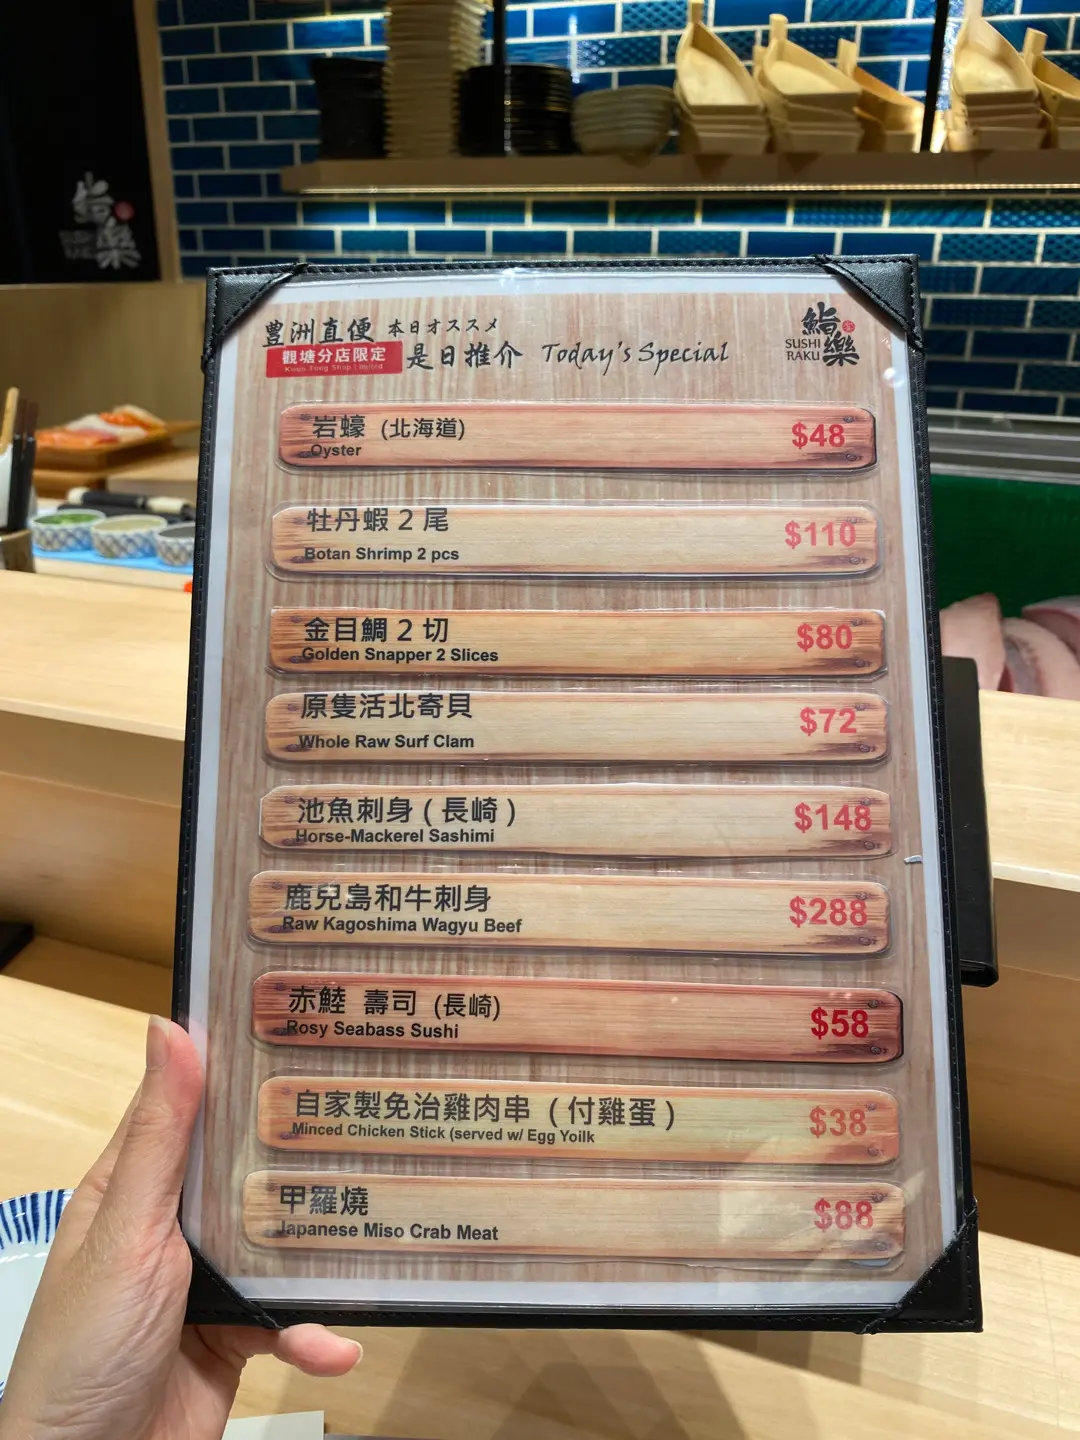 豊洲直便 本日オススメ
觀塘分店限定
Kwun Tong Shop Limited
是日推介 Today's Special
鮨樂
SUSHI
RAKU
岩蠔 (北海道)
Oyster
$48
牡丹蝦 2 尾
Botan Shrimp 2 pcs
$110
金目鯛 2 切
Golden Snapper 2 Slices
$80
原隻活北寄貝
Whole Raw Surf Clam
$72
池魚刺身 ( 長崎 )
Horse-Mackerel Sashimi
$148
鹿兒島和牛刺身
Raw Kagoshima Wagyu Beef
$288
赤鯥 壽司 (長崎)
Rosy Seabass Sushi
$58
自家製免治雞肉串 ( 付雞蛋 )
Minced Chicken Stick (served w/ Egg Yoilk
$38
甲羅燒
Japanese Miso Crab Meat
$88
鮨樂